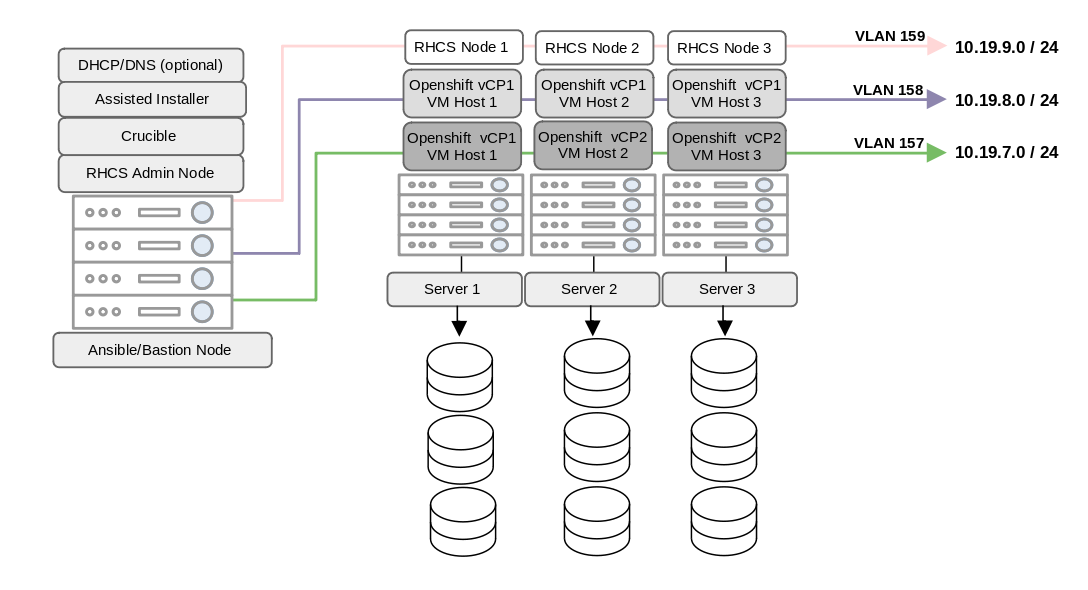 DHCP/DNS (optional)
Assisted Installer
Crucible
RHCS Admin Node
Ansible/Bastion Node
RHCS Node 1
RHCS Node 2
RHCS Node 3
VLAN 159
10.19.9.0 / 24
Openshift vCP1
VM Host 1
Openshift vCP1
VM Host 2
Openshift vCP1
VM Host 3
VLAN 158
10.19.8.0 / 24
Openshift  vCP1
VM Host 1
Openshift  vCP2
VM Host 2
Openshift  vCP2
VM Host 3
VLAN 157
10.19.7.0 / 24
Server 1
Server 2
Server 3